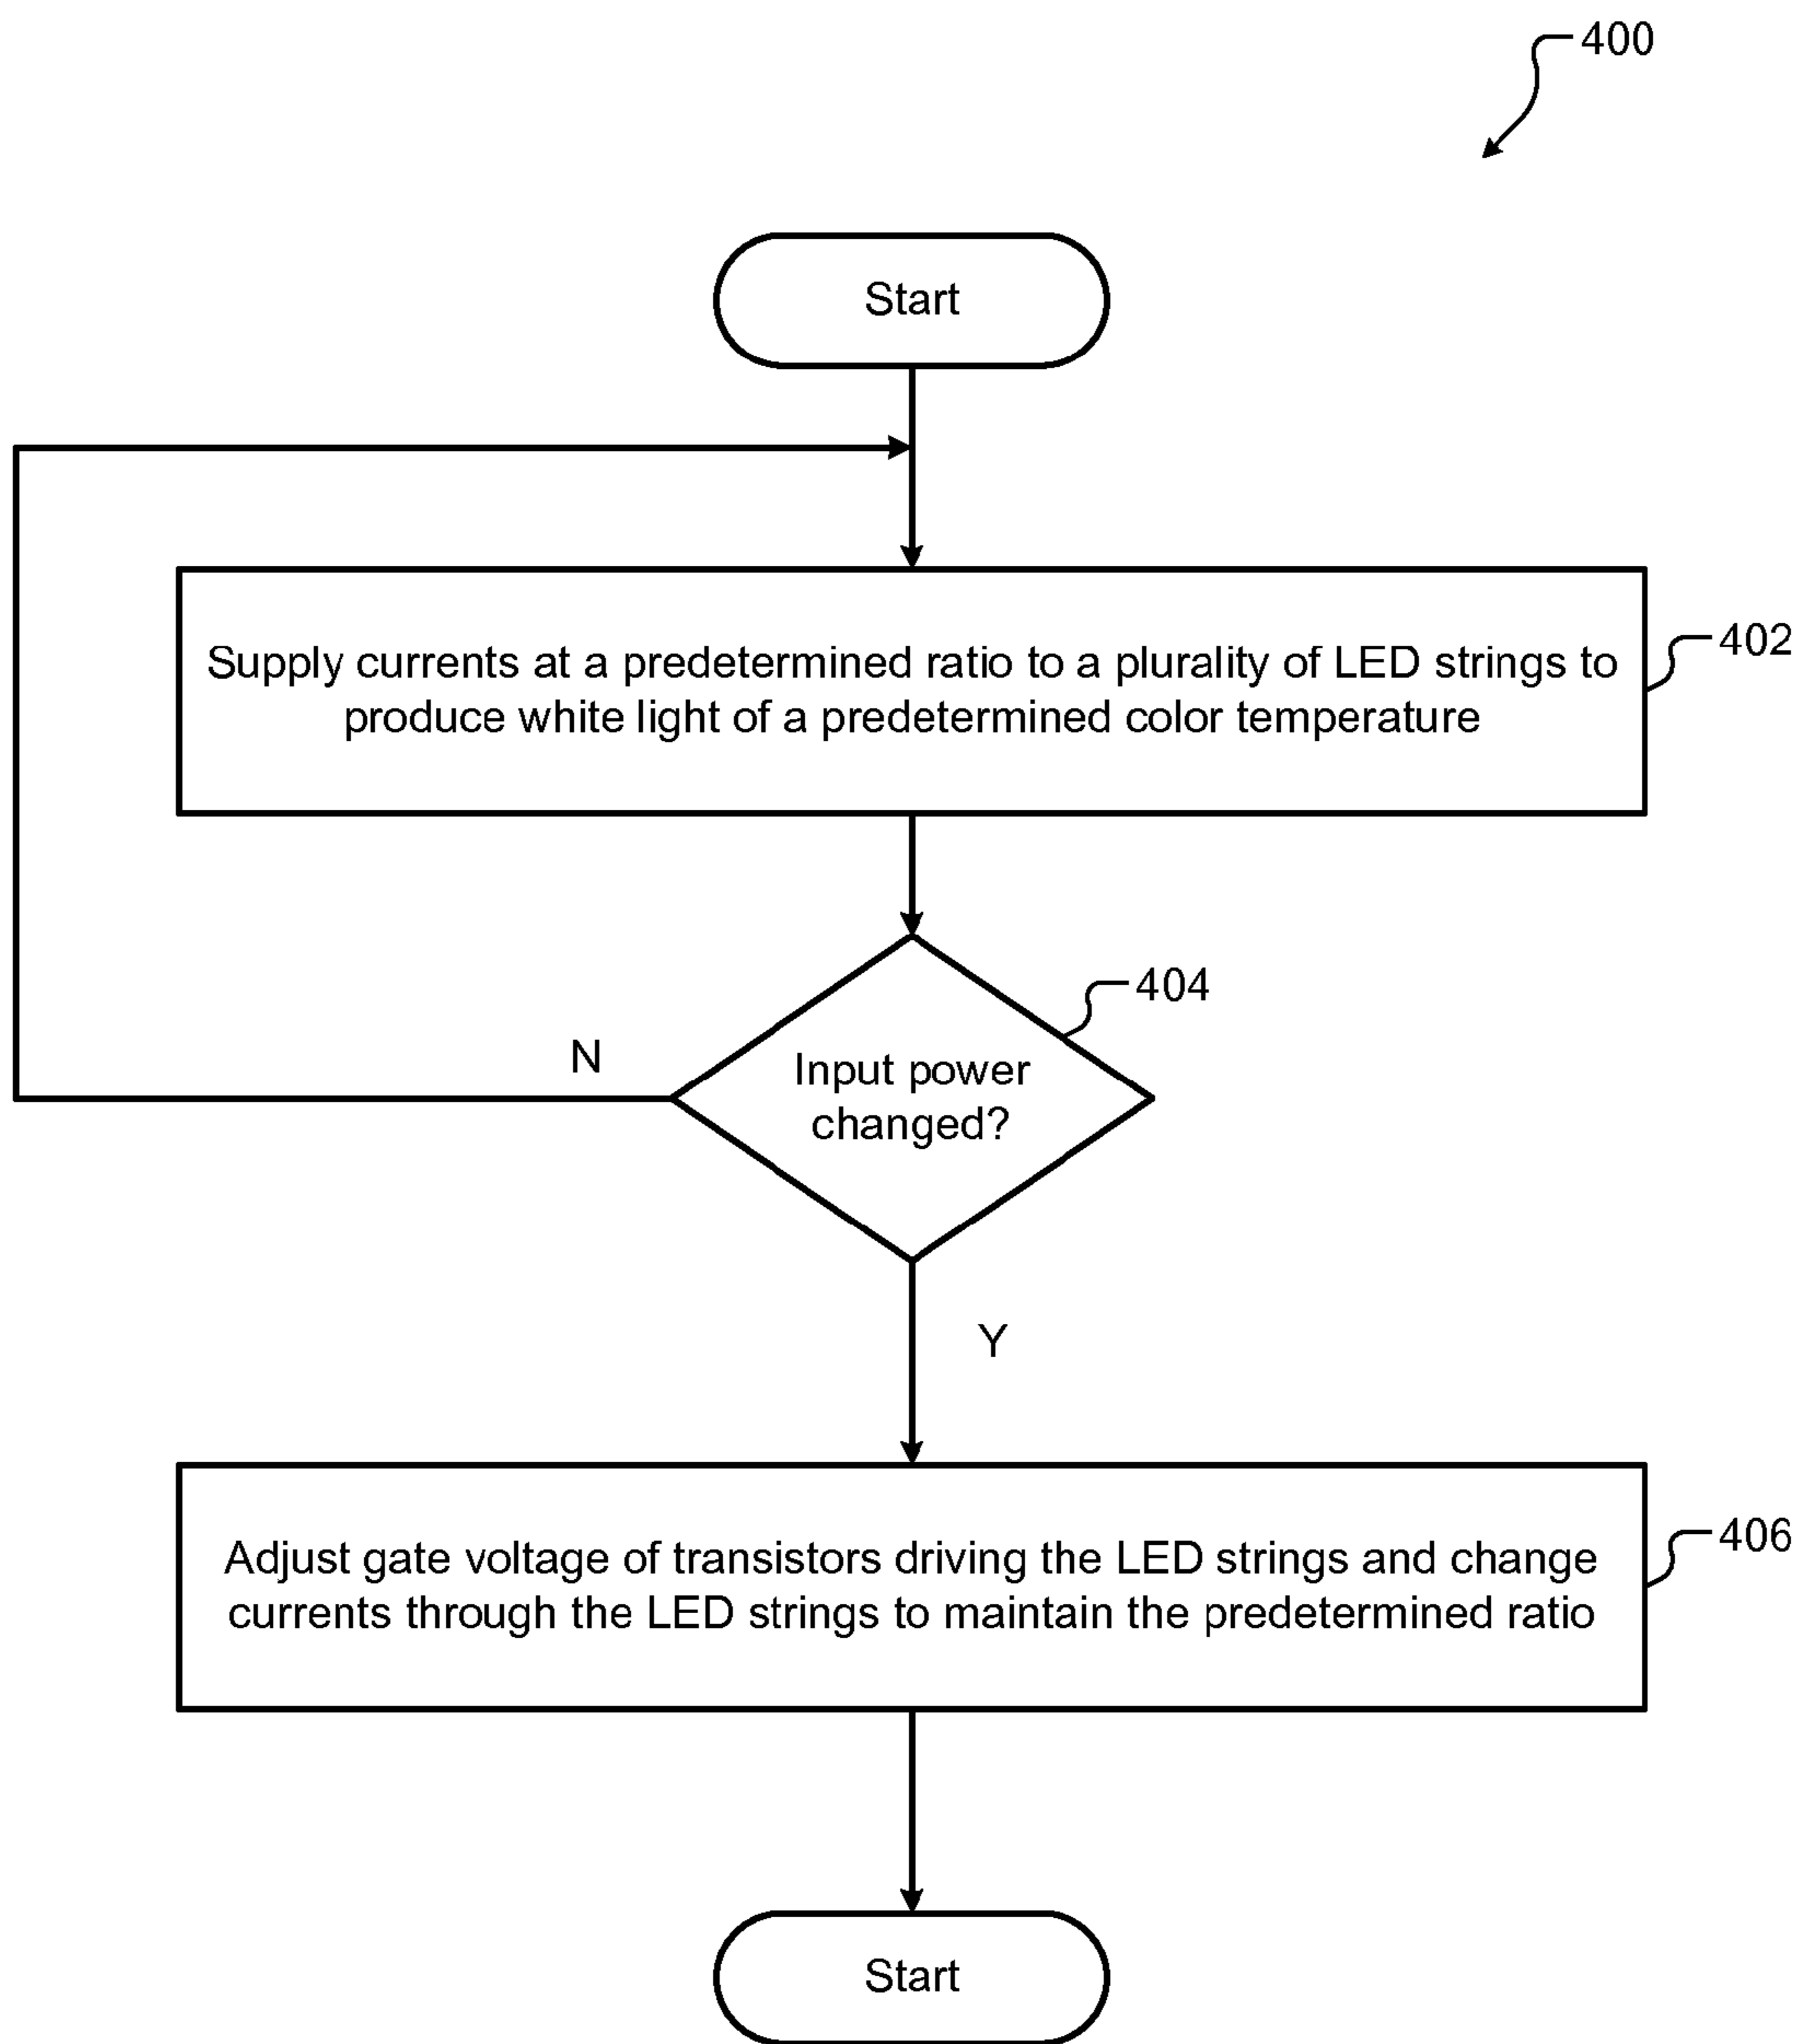 400
Start
Supply currents at a predetermined ratio to a plurality of LED strings to
produce white light of a predetermined color temperature
402
404
Input power
changed?
N
Y
Adjust gate voltage of transistors driving the LED strings and change
currents through the LED strings to maintain the predetermined ratio
406
Start